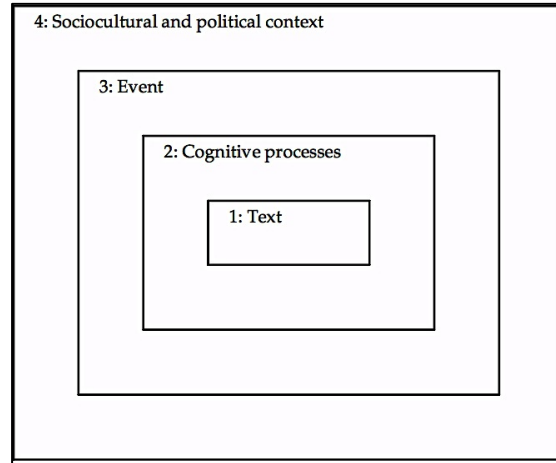 4: Sociocultural and political context
3: Event
2: Cognitive processes
1: Text